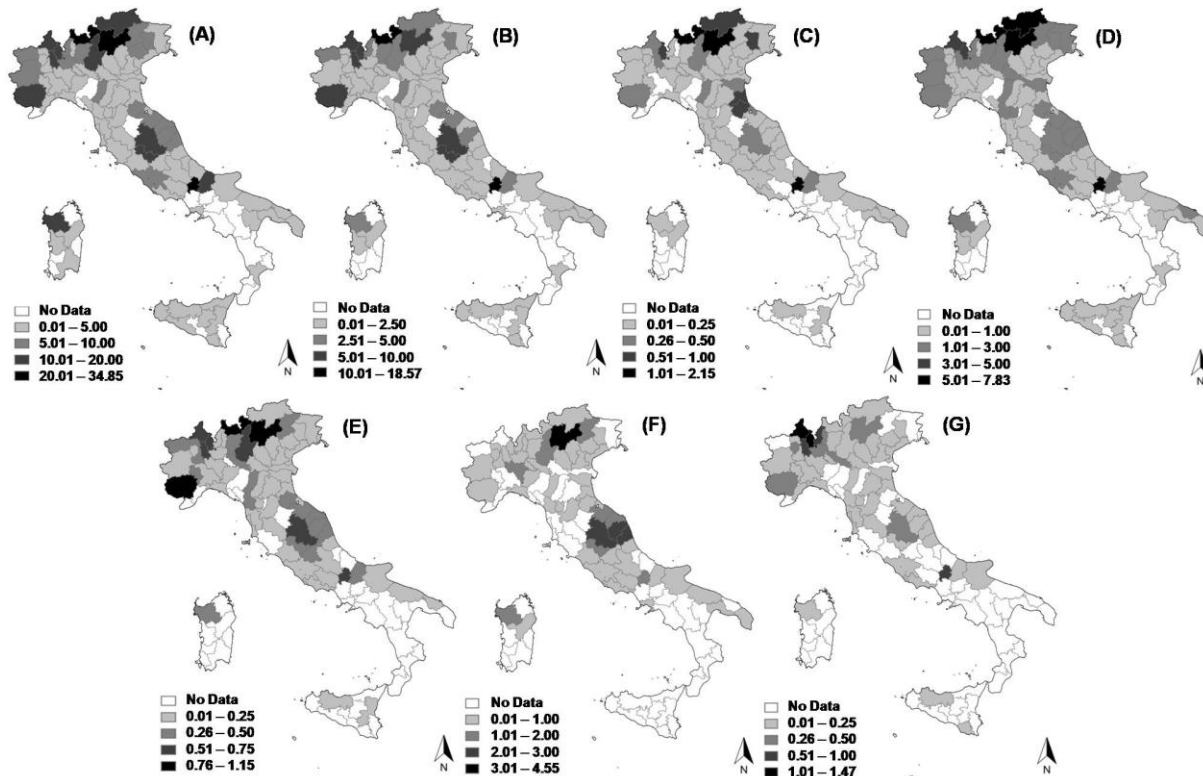 (A)
No Data
0.01 – 5.00
5.01 – 10.00
10.01 – 20.00
20.01 – 34.85
N
(B)
No Data
0.01 – 2.50
2.51 – 5.00
5.01 – 10.00
10.01 – 18.57
N
(C)
No Data
0.01 – 0.25
0.26 – 0.50
0.51 – 1.00
1.01 – 2.15
N
(D)
No Data
0.01 – 1.00
1.01 – 3.00
3.01 – 5.00
5.01 – 7.83
N
(E)
No Data
0.01 – 0.25
0.26 – 0.50
0.51 – 0.75
0.76 – 1.15
N
(F)
No Data
0.01 – 1.00
1.01 – 2.00
2.01 – 3.00
3.01 – 4.55
N
(G)
No Data
0.01 – 0.25
0.26 – 0.50
0.51 – 1.00
1.01 – 1.47
N